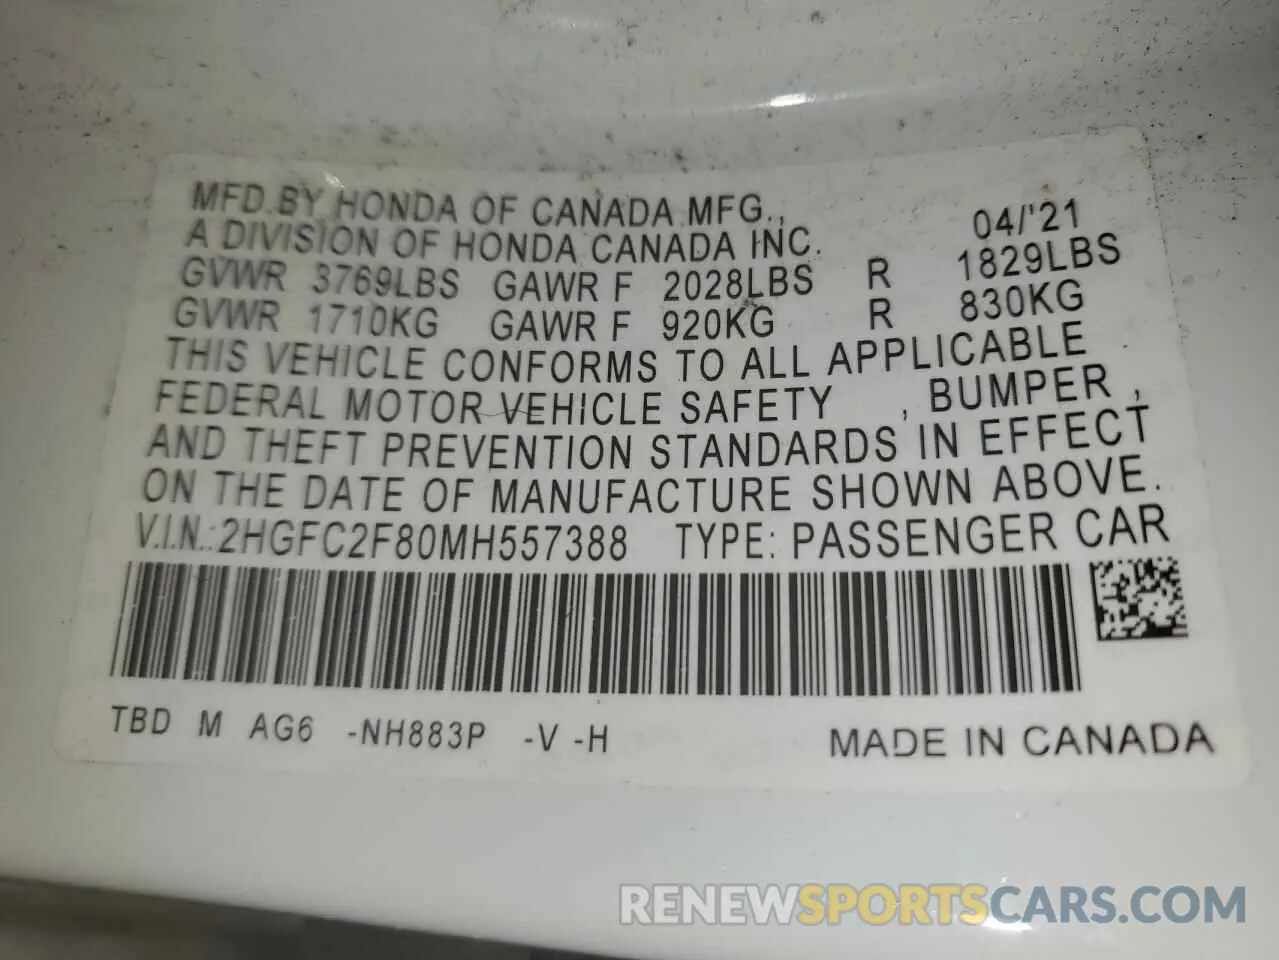 MFD. BY HONDA OF CANADA MFG., 04/'21
A DIVISION OF HONDA CANADA INC.
GVWR 3769LBS GAWR F 2028LBS R 1829LBS
GVWR 1710KG GAWR F 920KG R 830KG
THIS VEHICLE CONFORMS TO ALL APPLICABLE
FEDERAL MOTOR VEHICLE SAFETY , BUMPER ,
AND THEFT PREVENTION STANDARDS IN EFFECT
ON THE DATE OF MANUFACTURE SHOWN ABOVE.
V.I.N.:2HGFC2F80MH557388 TYPE: PASSENGER CAR
TBD M AG6 -NH883P -V -H MADE IN CANADA
RENEWSPORTSCARS.COM